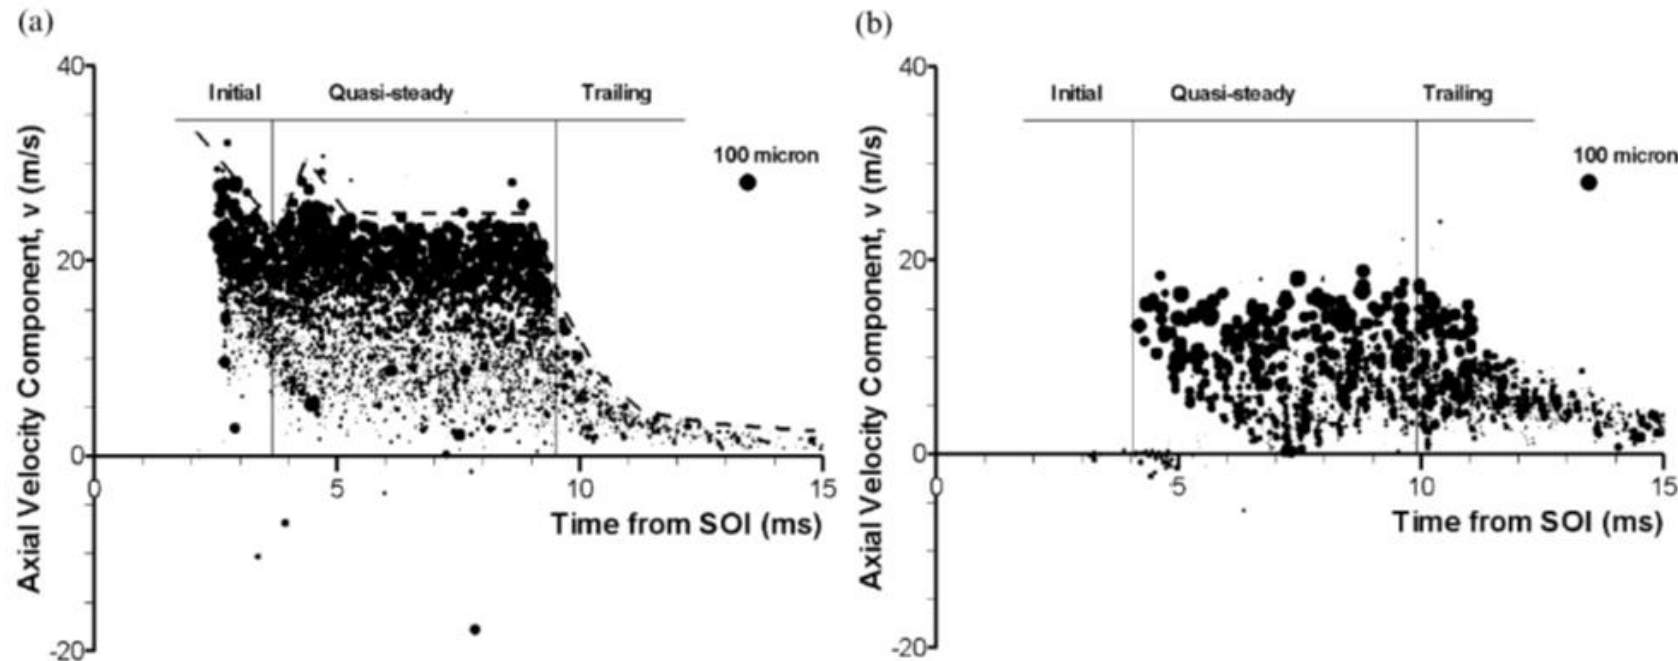 (a)
40
Initial Quasi-steady Trailing
100 micron
20
0
0 5 10 15
Time from SOI (ms)
-20
Axial Velocity Component, v (m/s)
(b)
40
Initial Quasi-steady Trailing
100 micron
20
0
0 5 10 15
Time from SOI (ms)
-20
Axial Velocity Component, v (m/s)